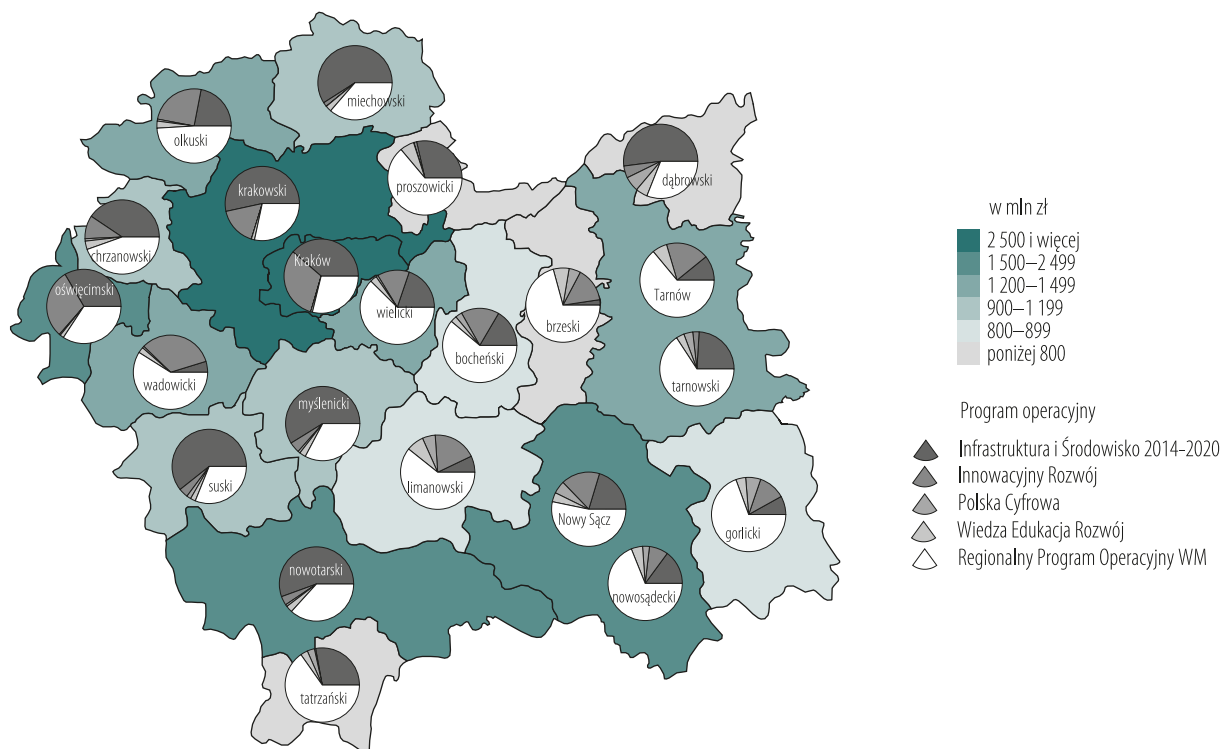 miechowski
olkuski
proszowicki
dąbrowski
krakowski
chrzanowski
Kraków
Tarnów
oświęcimski
wielicki
brzeski
bocheński
wadowicki
tarnowski
myślenicki
suski
limanowski
Nowy Sącz
gorlicki
nowotarski
nowosądecki
tatrzański
w mln zł
2 500 i więcej
1 500–2 499
1 200–1 499
900–1 199
800–899
poniżej 800
Program operacyjny
Infrastruktura i Środowisko 2014-2020
Innowacyjny Rozwój
Polska Cyfrowa
Wiedza Edukacja Rozwój
Regionalny Program Operacyjny WM